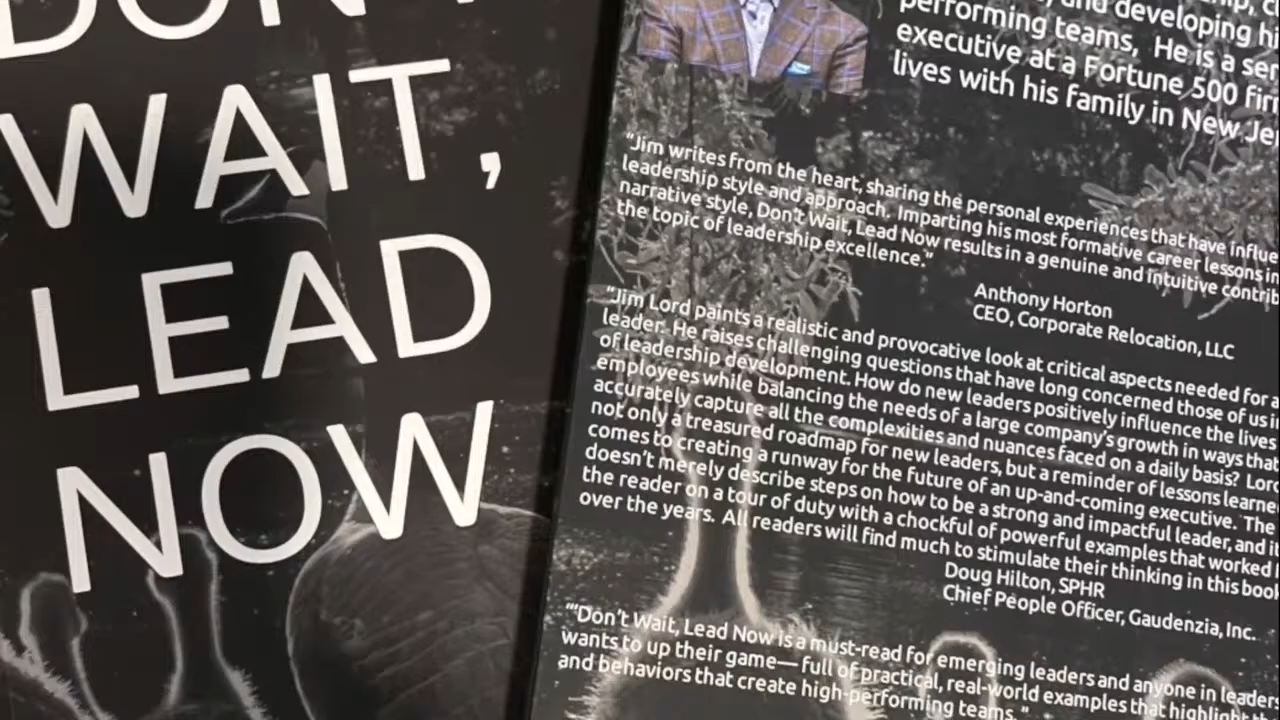 DON'T
WAIT,
LEAD
NOW
and developing
performing teams, He is a
executive at a Fortune 500
lives with his family in New
"Jim writes from the heart, sharing the personal experiences that have
leadership style and approach. Imparting his most formative career lessons in
narrative style, Don't Wait, Lead Now results in a genuine and intuitive
the topic of leadership excellence."
Anthony Horton
CEO, Corporate Relocation, LLC
"Jim Lord paints a realistic and provocative look at critical aspects needed for a
leader. He raises challenging questions that have long concerned those of us
of leadership development. How do new leaders positively influence the lives
employees while balancing the needs of a large company's growth in ways that
accurately capture all the complexities and nuances faced on a daily basis? Lord
not only a treasured roadmap for new leaders, but a reminder of lessons
comes to creating a runway for the future of an up-and-coming executive. The
doesn't merely describe steps on how to be a strong and impactful leader, and
the reader on a tour of duty with a chockful of powerful examples that worked
over the years. All readers will find much to stimulate their thinking in this book
Doug Hilton, SPHR
Chief People Officer, Gaudenzia, Inc.
"'Don't Wait, Lead Now is a must-read for emerging leaders and anyone in
wants to up their game— full of practical, real-world examples that highlight
and behaviors that create high-performing teams."